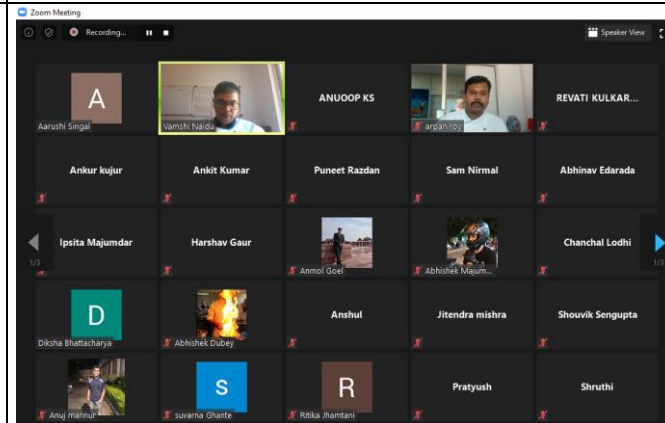 Zoom Meeting
Recording...
Speaker View
A
Aarushi Singal
Vamshi Naidu
ANUOOP KS
arpan roy
REVATI KULKAR...
Ankur kujur
Ankit Kumar
Puneet Razdan
Sam Nirmal
Abhinav Edarada
Ipsita Majumdar
Harshav Gaur
Anmol Goel
Abhishek Majum...
Chanchal Lodhi
1/3
1/3
D
Diksha Bhattacharya
Abhishek Dubey
Anshul
Jitendra mishra
Shouvik Sengupta
Anuj mannur
S
suvarna Ghante
R
Ritika Jhamtani
Pratyush
Shruthi